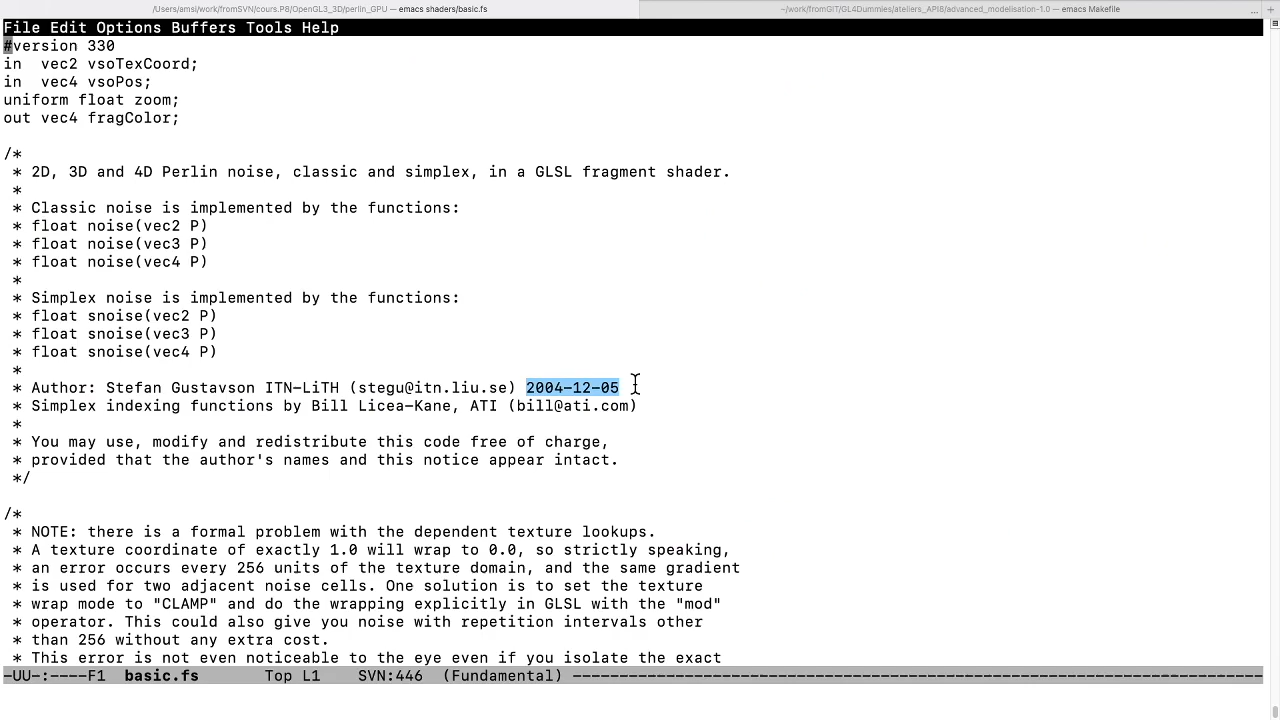 /Users/amsi/work/fromSVN/cours.P8/OpenGL3_3D/perlin_GPU — emacs shaders/basic.fs
~/work/fromGIT/GL4Dummies/ateliers_API8/advanced_modelisation-1.0 — emacs Makefile
... +
File Edit Options Buffers Tools Help
#version 330
in  vec2 vsoTexCoord;
in  vec4 vsoPos;
uniform float zoom;
out vec4 fragColor;
/*
 * 2D, 3D and 4D Perlin noise, classic and simplex, in a GLSL fragment shader.
 *
 * Classic noise is implemented by the functions:
 * float noise(vec2 P)
 * float noise(vec3 P)
 * float noise(vec4 P)
 *
 * Simplex noise is implemented by the functions:
 * float snoise(vec2 P)
 * float snoise(vec3 P)
 * float snoise(vec4 P)
 *
 * Author: Stefan Gustavson ITN-LiTH (stegu@itn.liu.se) 2004-12-05
 * Simplex indexing functions by Bill Licea-Kane, ATI (bill@ati.com)
 *
 * You may use, modify and redistribute this code free of charge,
 * provided that the author's names and this notice appear intact.
 */
/*
 * NOTE: there is a formal problem with the dependent texture lookups.
 * A texture coordinate of exactly 1.0 will wrap to 0.0, so strictly speaking,
 * an error occurs every 256 units of the texture domain, and the same gradient
 * is used for two adjacent noise cells. One solution is to set the texture
 * wrap mode to "CLAMP" and do the wrapping explicitly in GLSL with the "mod"
 * operator. This could also give you noise with repetition intervals other
 * than 256 without any extra cost.
 * This error is not even noticeable to the eye even if you isolate the exact
-UU-:----F1  basic.fs       Top L1    SVN:446  (Fundamental) --------------------------------------------------------------------------